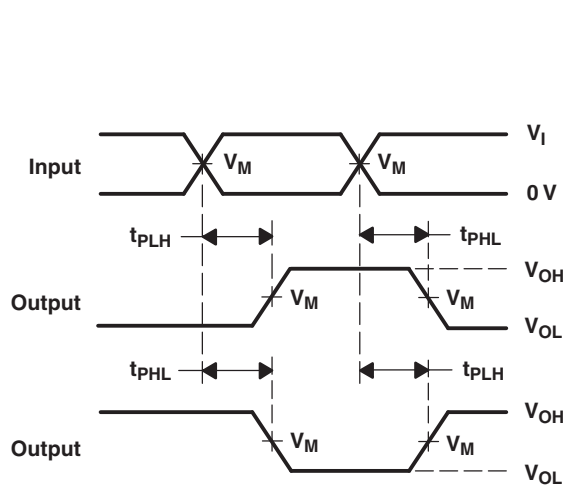 V_I
Input V_M V_M
0 V
t_PLH t_PHL
V_OH
Output V_M V_M
V_OL
t_PHL t_PLH
V_OH
Output V_M V_M
V_OL